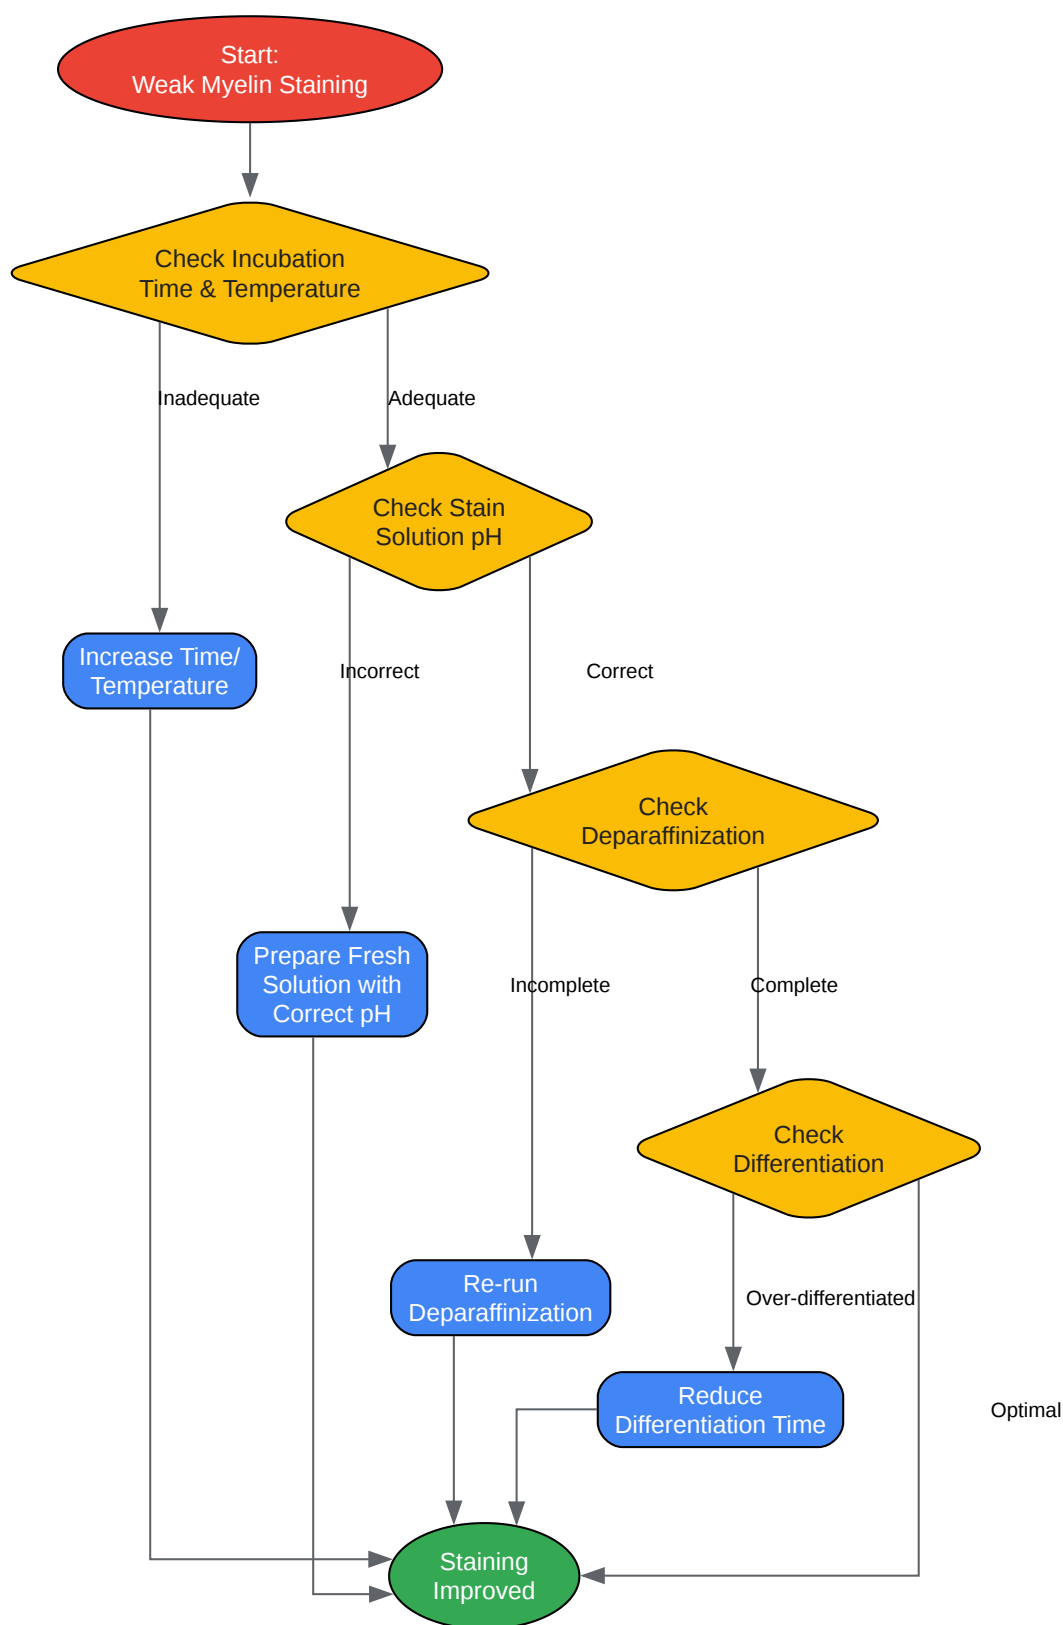 Start:
Weak Myelin Staining
Check Incubation
Time & Temperature
Inadequate
Adequate
Check Stain
Solution pH
Increase Time/
Temperature
Incorrect
Correct
Check
Deparaffinization
Prepare Fresh
Solution with
Correct pH
Incomplete
Complete
Check
Differentiation
Re-run
Deparaffinization
Over-differentiated
Reduce
Differentiation Time
Optimal
Staining
Improved